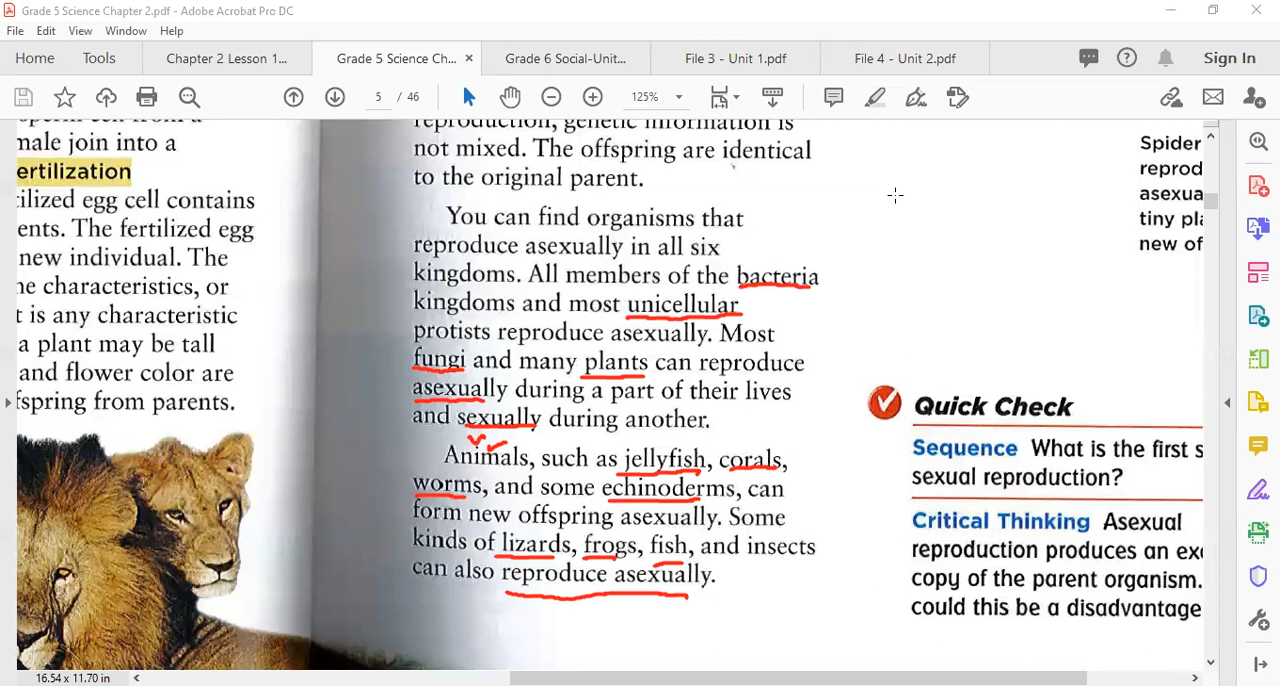 Grade 5 Science Chapter 2.pdf - Adobe Acrobat Pro DC
File Edit View Window Help
Home Tools Chapter 2 Lesson 1... Grade 5 Science Ch... × Grade 6 Social-Unit... File 3 - Unit 1.pdf File 4 - Unit 2.pdf Sign In
5 / 46 125%
male join into a
ertilization
ilized egg cell contains
ents. The fertilized egg
new individual. The
characteristics, or
t is any characteristic
a plant may be tall
and flower color are
fspring from parents.
reproduction, genetic information is
not mixed. The offspring are identical
to the original parent.
You can find organisms that
reproduce asexually in all six
kingdoms. All members of the bacteria
kingdoms and most unicellular
protists reproduce asexually. Most
fungi and many plants can reproduce
asexually during a part of their lives
and sexually during another.
Animals, such as jellyfish, corals,
worms, and some echinoderms, can
form new offspring asexually. Some
kinds of lizards, frogs, fish, and insects
can also reproduce asexually.
Spider
reprod
asexua
tiny pla
new of
Quick Check
Sequence What is the first s
sexual reproduction?
Critical Thinking Asexual
reproduction produces an exa
copy of the parent organism.
could this be a disadvantage
16.54 x 11.70 in